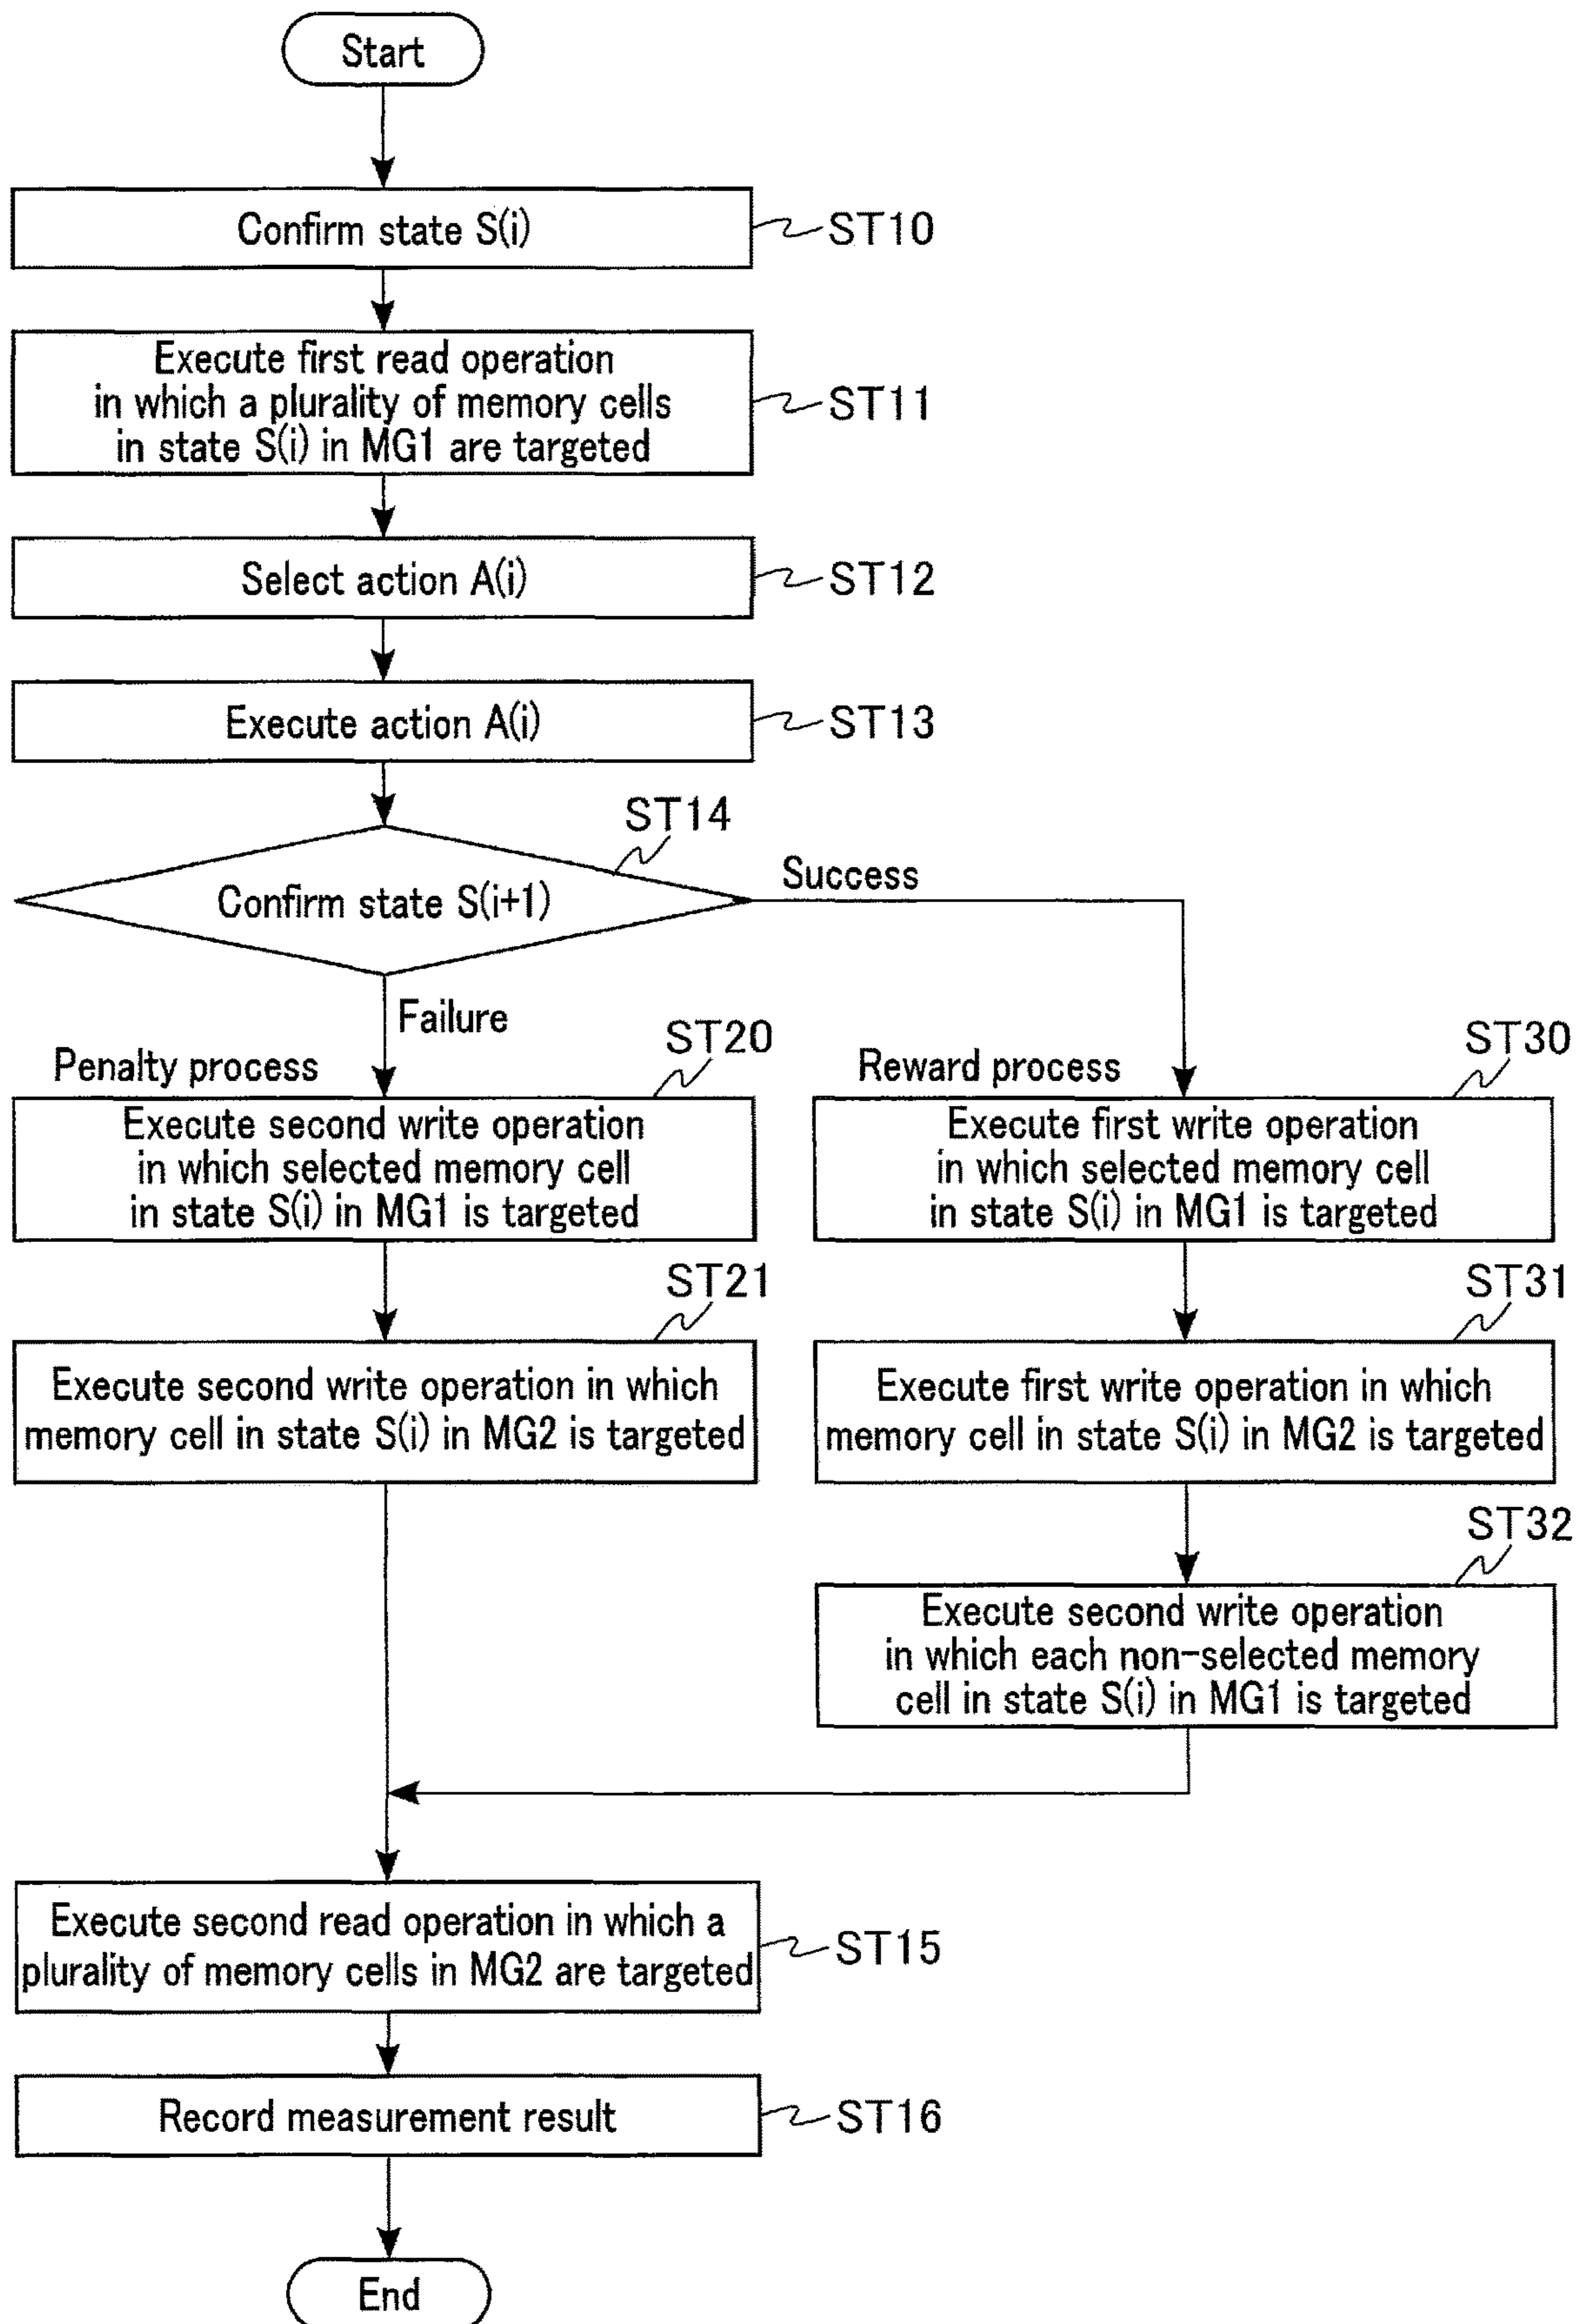 Start
Confirm state S(i)
ST10
Execute first read operation
in which a plurality of memory cells
in state S(i) in MG1 are targeted
ST11
Select action A(i)
ST12
Execute action A(i)
ST13
ST14
Confirm state S(i+1)
Success
Failure
Penalty process
ST20
Execute second write operation
in which selected memory cell
in state S(i) in MG1 is targeted
ST21
Execute second write operation in which
memory cell in state S(i) in MG2 is targeted
Reward process
ST30
Execute first write operation
in which selected memory cell
in state S(i) in MG1 is targeted
ST31
Execute first write operation in which
memory cell in state S(i) in MG2 is targeted
ST32
Execute second write operation
in which each non-selected memory
cell in state S(i) in MG1 is targeted
Execute second read operation in which a
plurality of memory cells in MG2 are targeted
ST15
Record measurement result
ST16
End